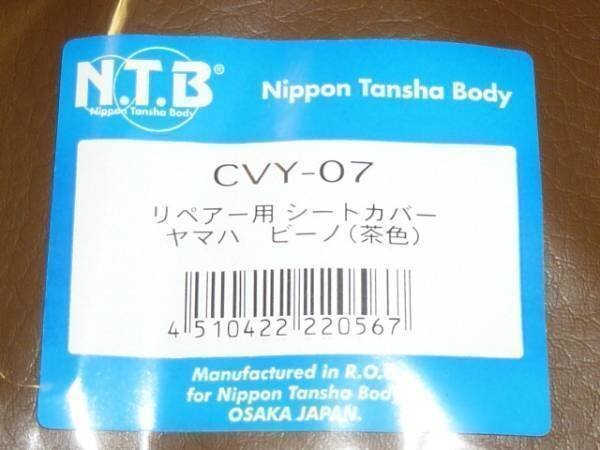 N.T.B®
Nippon Tansha Body
Nippon Tansha Body
CVY-07
リペアー用 シートカバー
ヤマハ ビーノ(茶色)
4 510422 220567
Manufactured in R.O.
for Nippon Tansha Body
OSAKA JAPAN.